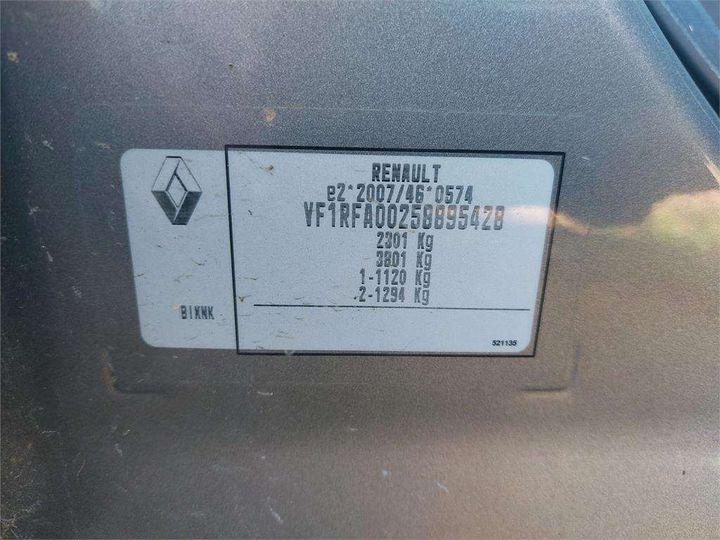 RENAULT
e2*2007/46*0574
VF1RFA00258895428
2301 Kg
3801 Kg
1-1120 Kg
2-1294 Kg
BIKNK
521135